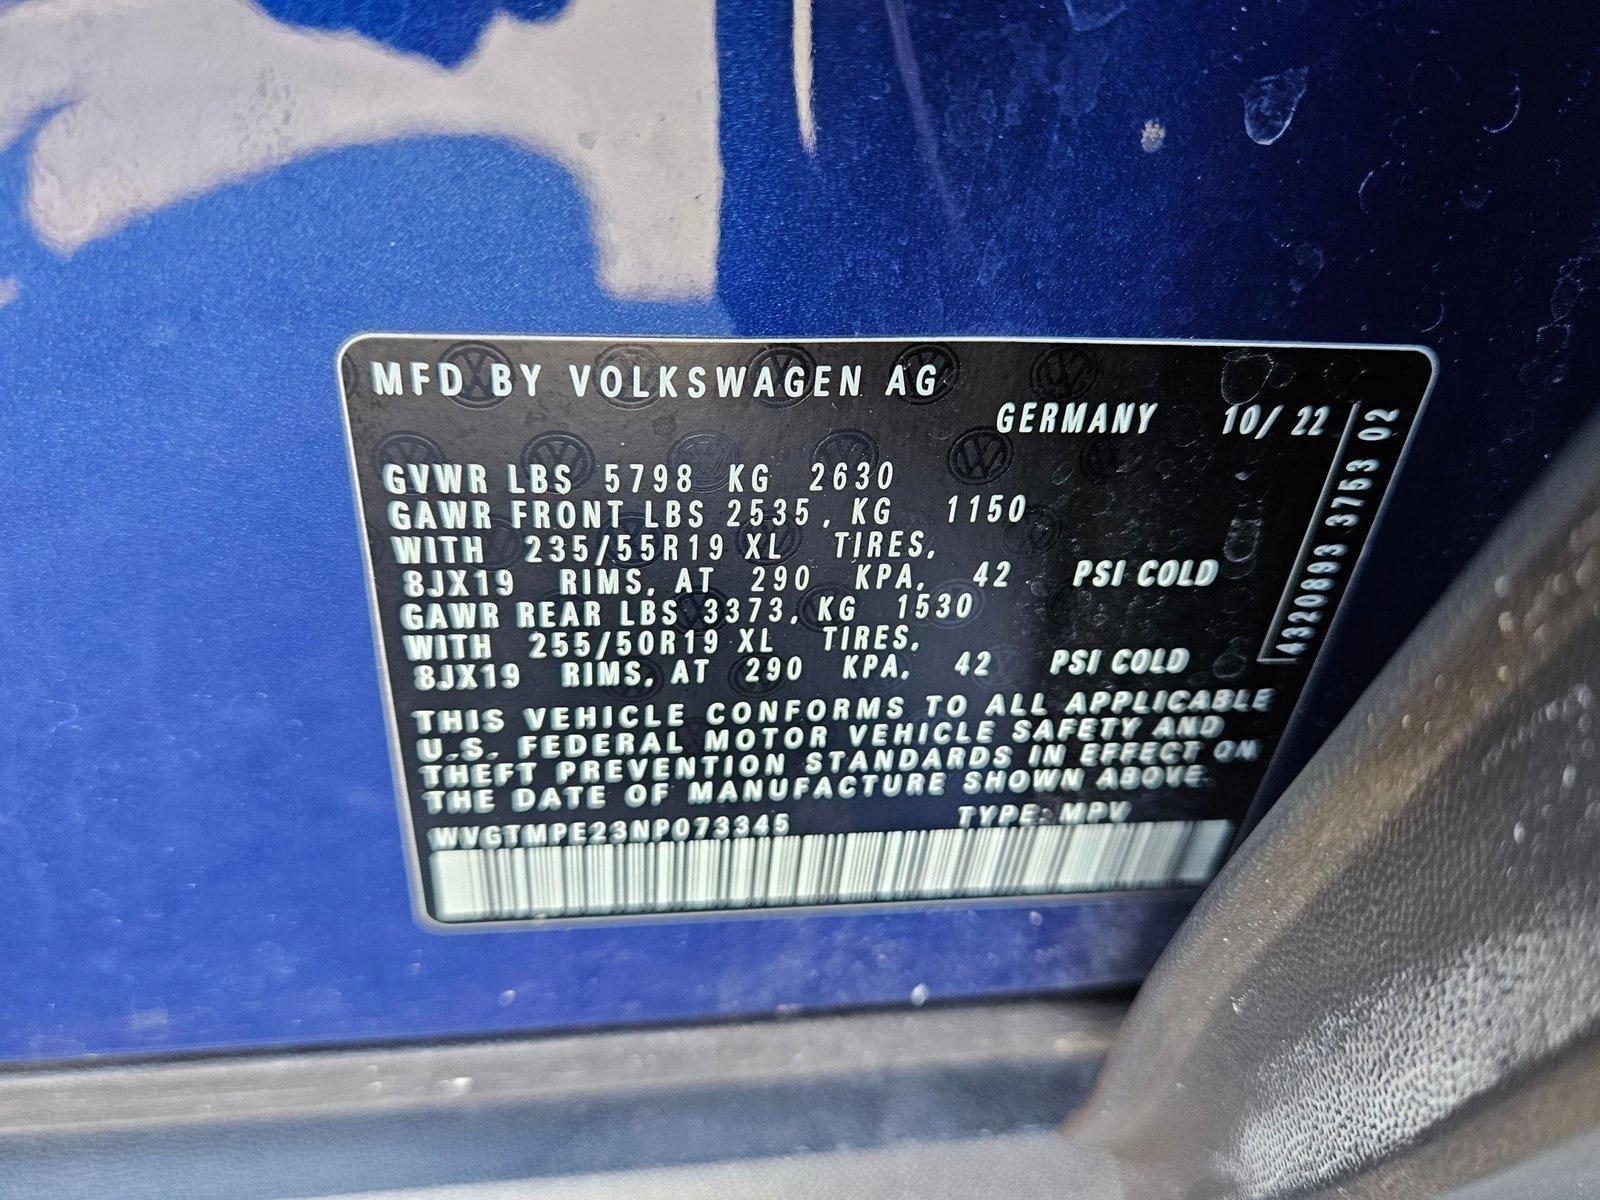 MFD BY VOLKSWAGEN AG
GERMANY 10/ 22
GVWR LBS 5798 KG 2630
GAWR FRONT LBS 2535, KG 1150
WITH 235/55R19 XL TIRES,
8JX19 RIMS, AT 290 KPA, 42 PSI COLD
GAWR REAR LBS 3373, KG 1530
WITH 255/50R19 XL TIRES,
8JX19 RIMS, AT 290 KPA, 42 PSI COLD
THIS VEHICLE CONFORMS TO ALL APPLICABLE
U.S. FEDERAL MOTOR VEHICLE SAFETY AND
THEFT PREVENTION STANDARDS IN EFFECT ON
THE DATE OF MANUFACTURE SHOWN ABOVE.
WVGTMPE23NP073345 TYPE: MPV
4320893 3753 02